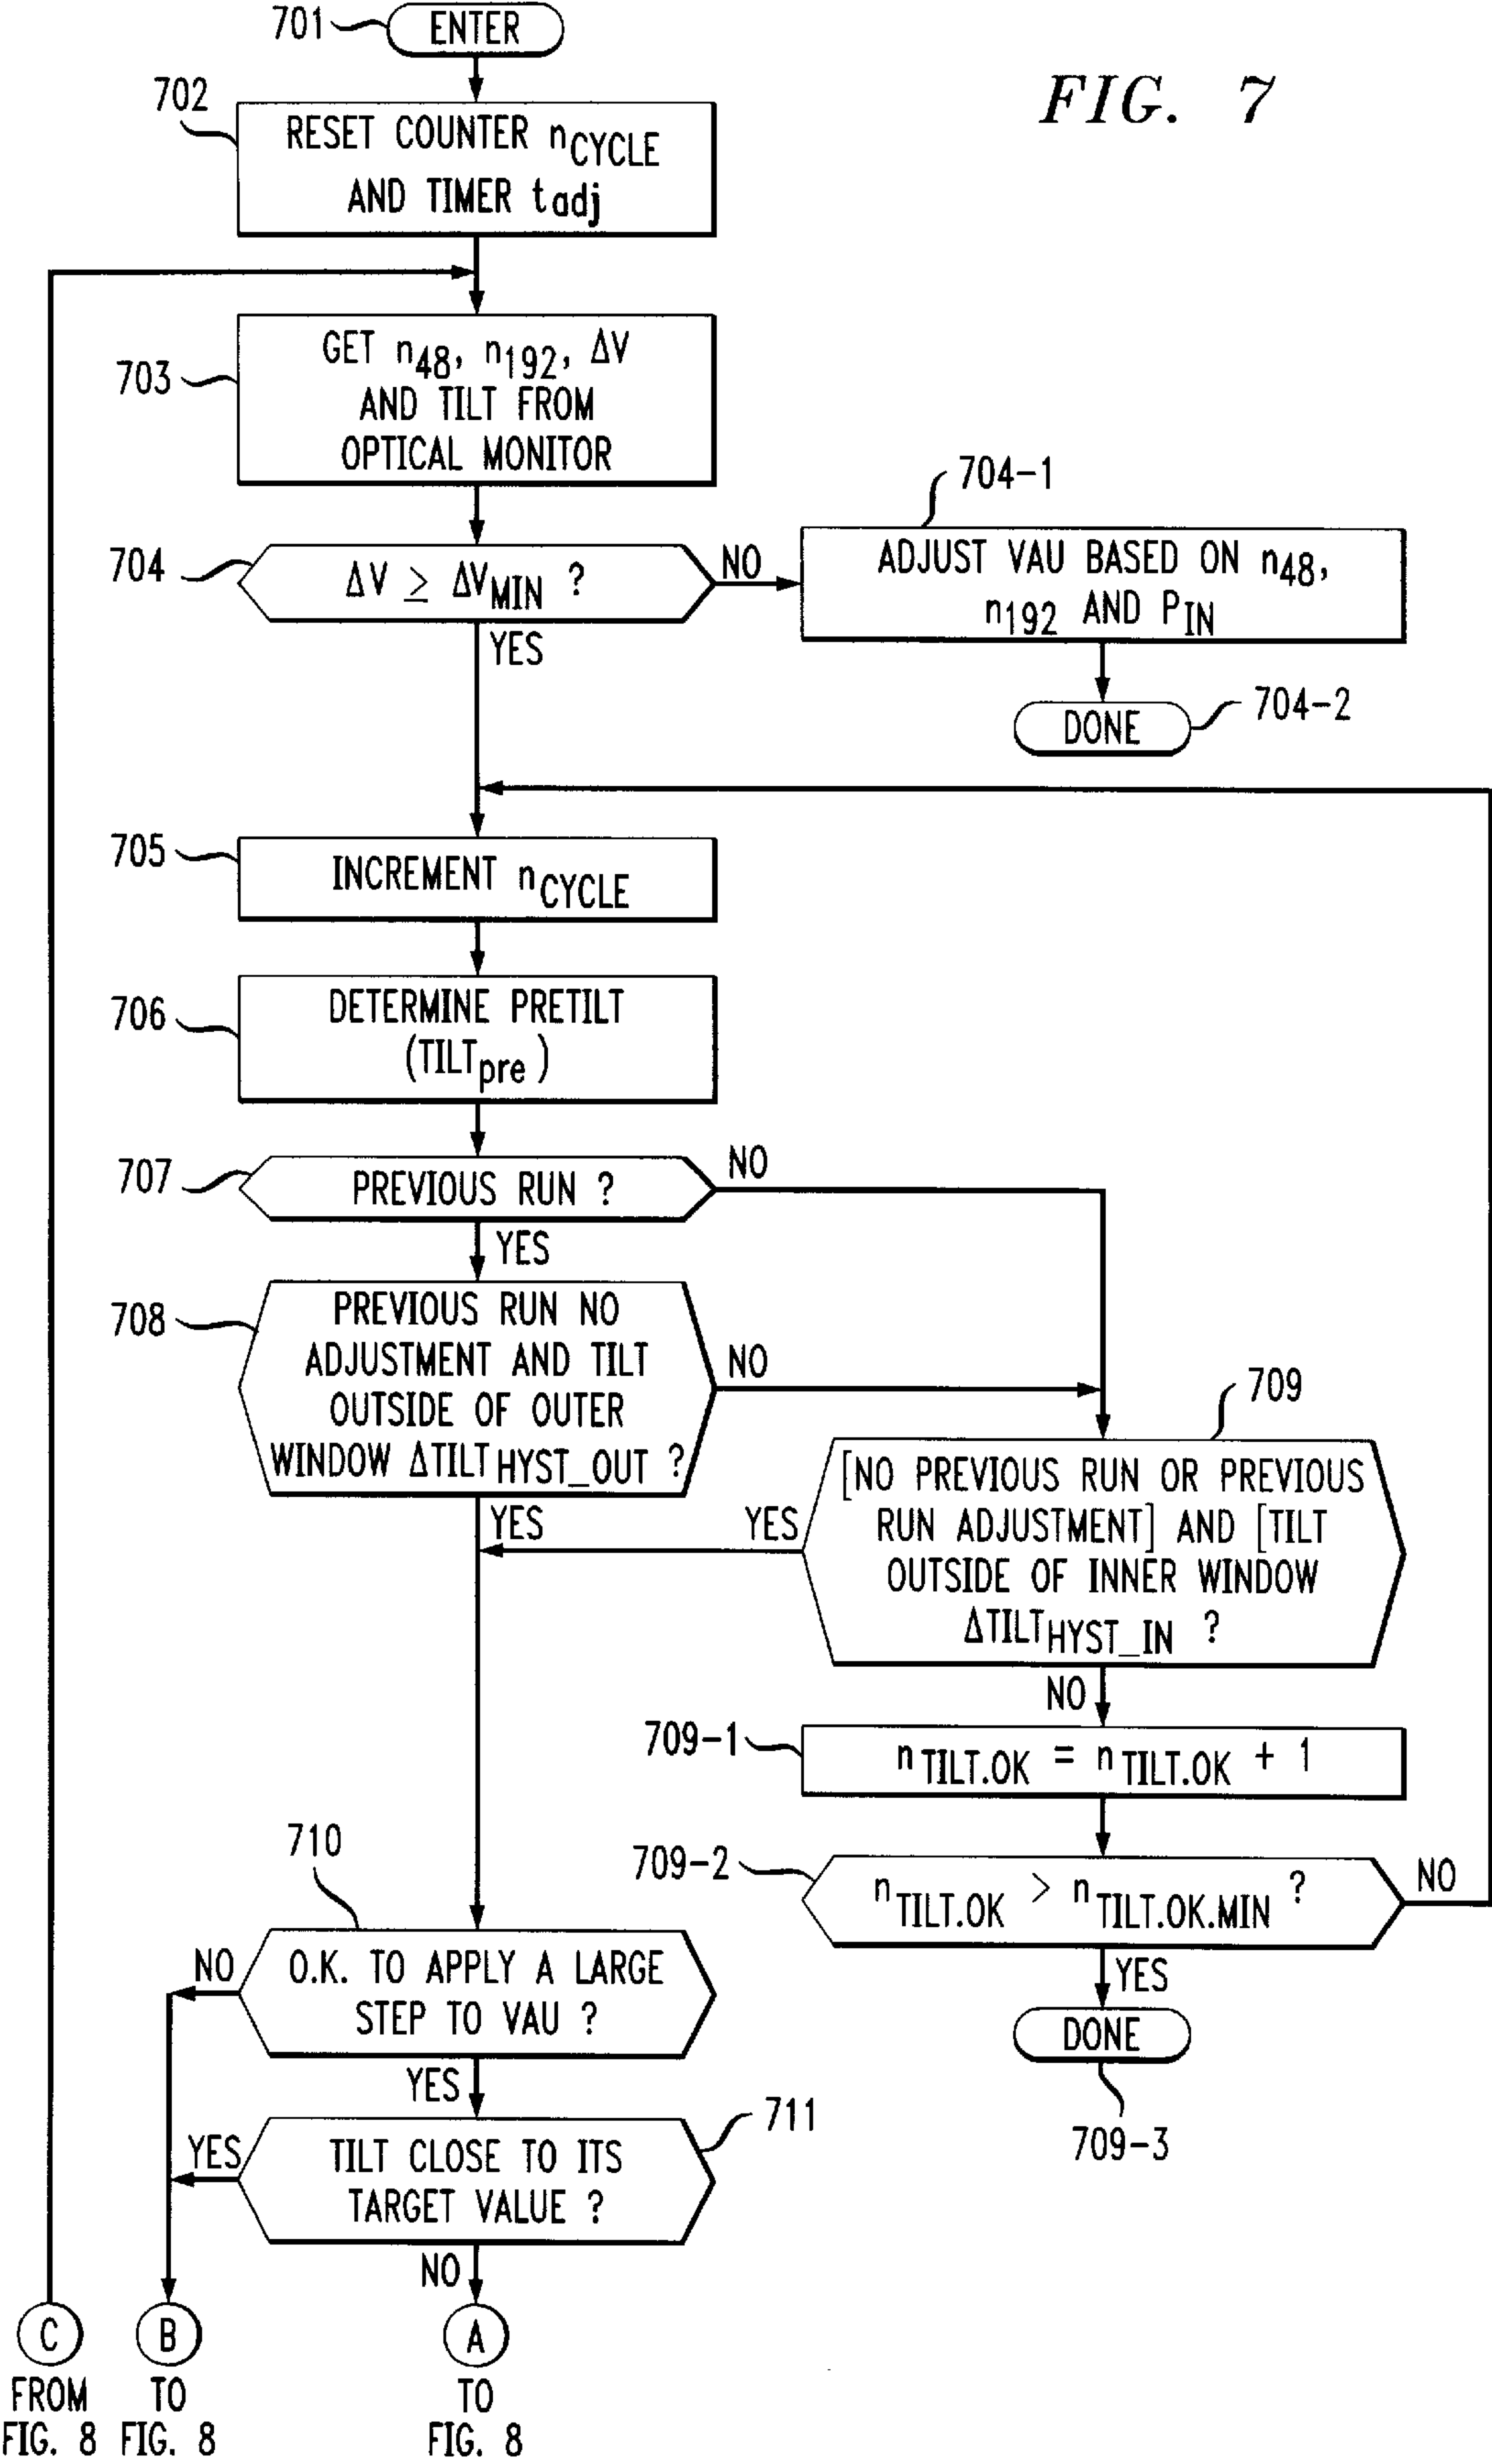 701
ENTER
FIG. 7
702
RESET COUNTER nCYCLE
AND TIMER tadj
703
GET n48, n192, ΔV
AND TILT FROM
OPTICAL MONITOR
704
ΔV ≥ ΔVMIN ?
NO
YES
704-1
ADJUST VAU BASED ON n48,
n192 AND PIN
DONE
704-2
705
INCREMENT nCYCLE
706
DETERMINE PRETILT
(TILTpre)
707
PREVIOUS RUN ?
NO
YES
708
PREVIOUS RUN NO
ADJUSTMENT AND TILT
OUTSIDE OF OUTER
WINDOW ΔTILTHYST_OUT ?
NO
YES
709
[NO PREVIOUS RUN OR PREVIOUS
RUN ADJUSTMENT] AND [TILT
OUTSIDE OF INNER WINDOW
ΔTILTHYST_IN ?
YES
NO
709-1
nTILT.OK = nTILT.OK + 1
709-2
nTILT.OK > nTILT.OK.MIN ?
NO
YES
DONE
709-3
710
O.K. TO APPLY A LARGE
STEP TO VAU ?
NO
YES
711
TILT CLOSE TO ITS
TARGET VALUE ?
YES
NO
C
FROM
FIG. 8
B
TO
FIG. 8
A
TO
FIG. 8